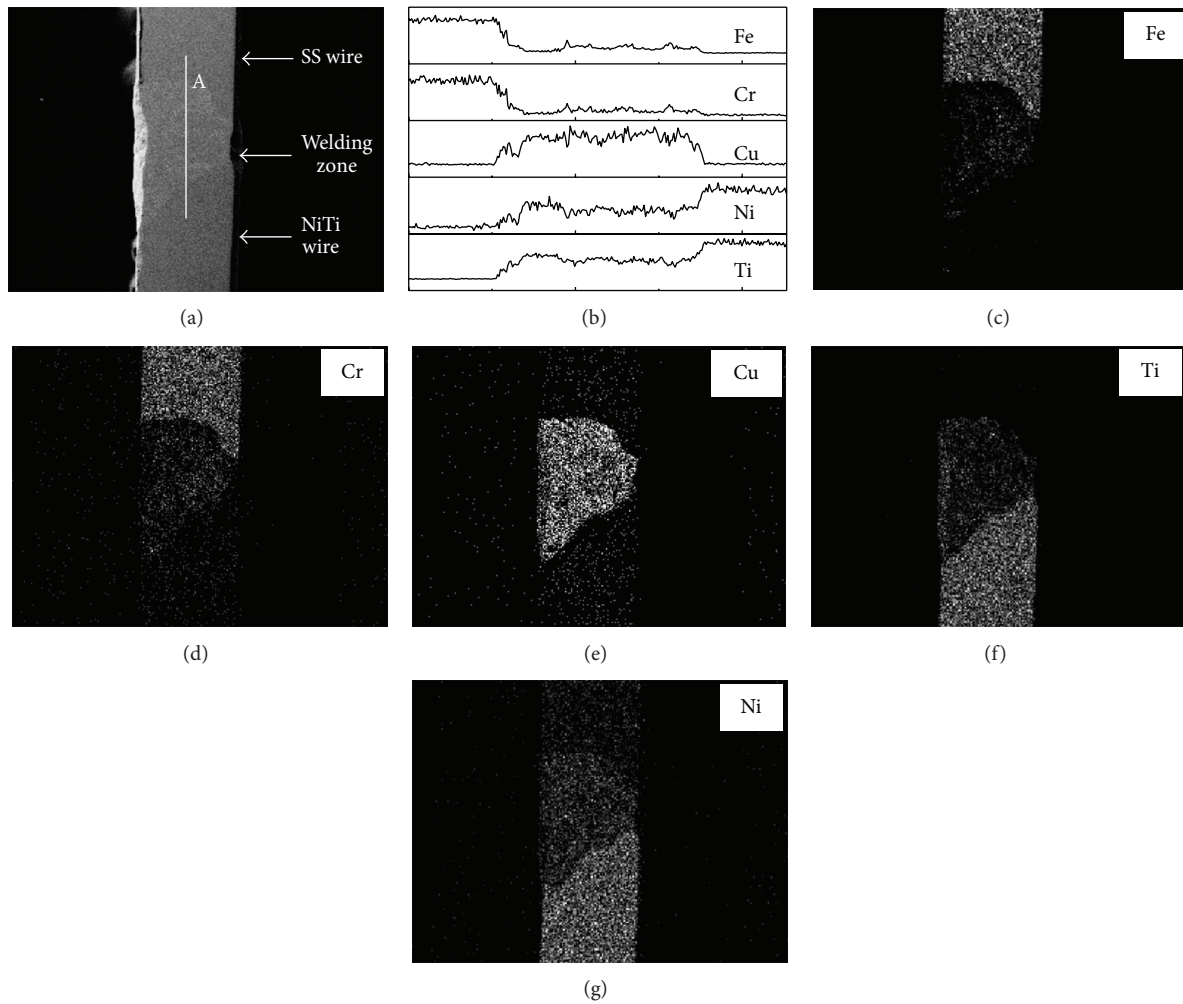 SS wire
A
Welding
zone
NiTi
wire
(a)
Fe
Cr
Cu
Ni
Ti
(b)
Fe
(c)
Cr
(d)
Cu
(e)
Ti
(f)
Ni
(g)